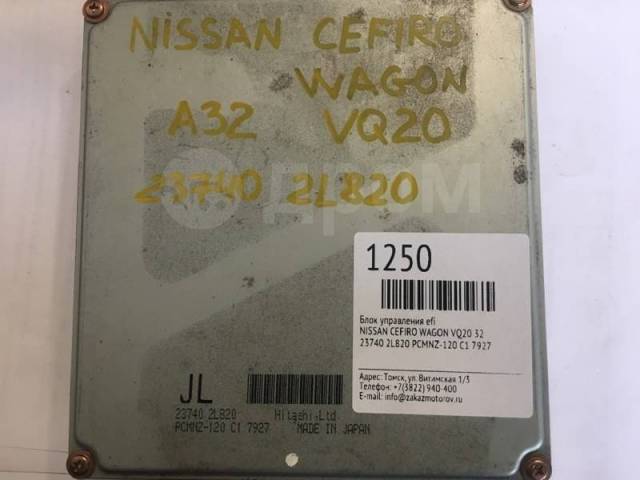 NISSAN CEFIRO
WAGON
A32 VQ20
23740 2L820
ДРОМ
1250
Блок управления efi
NISSAN CEFIRO WAGON VQ20 32
23740 2L820 PCMNZ-120 C1 7927
Адрес: Томск, ул. Витимская 1/3
Телефон: +7(3822) 940-400
E-mail: info@zakazmotorov.ru
JL
23740 2L820 Hitachi.Ltd
PCMNZ-120 C1 7927 MADE IN JAPAN